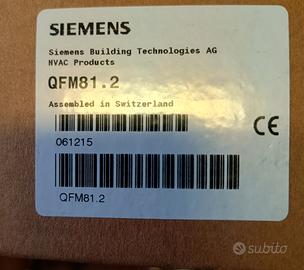 SIEMENS
Siemens Building Technologies AG
HVAC Products
QFM81.2
Assembled in Switzerland
061215
CE
QFM81.2
subito